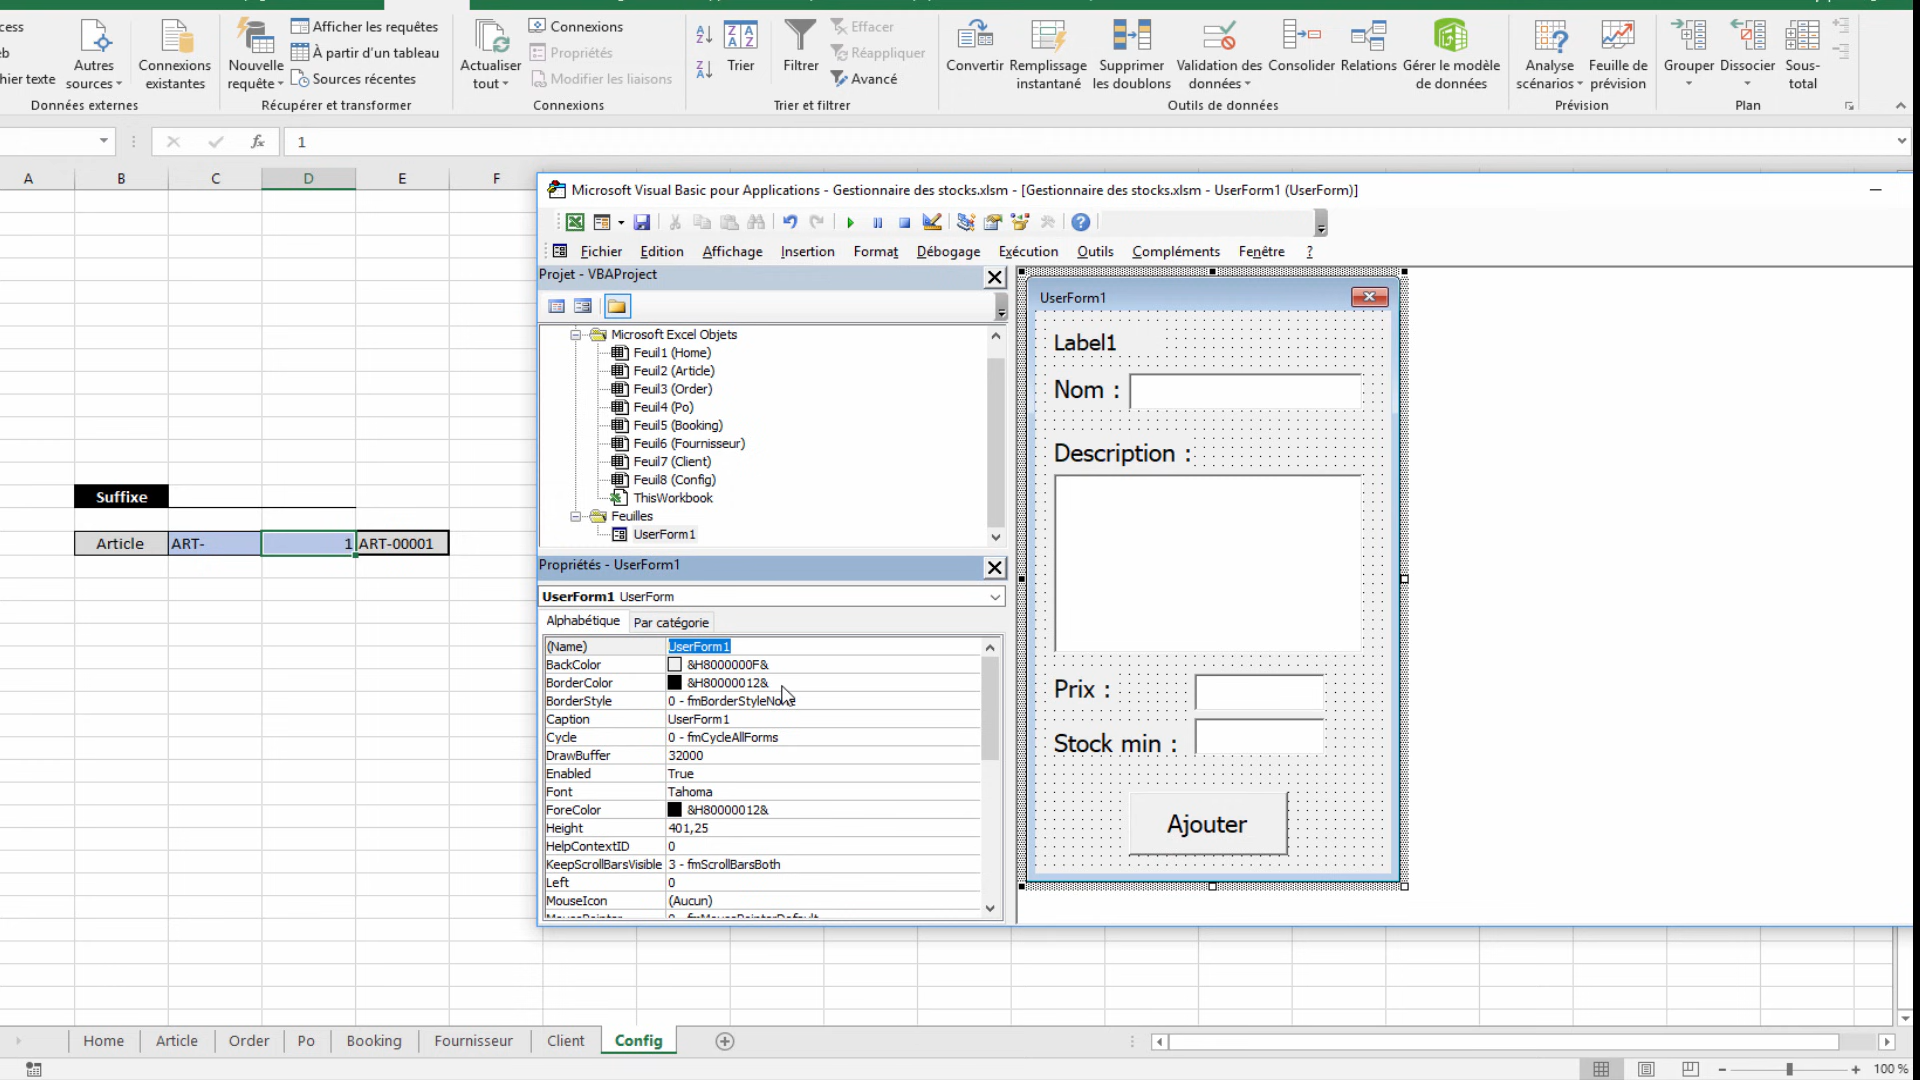 cess
eb
hier texte
Autres
sources
Connexions
existantes
Données externes
Nouvelle
requête
Afficher les requêtes
À partir d'un tableau
Sources récentes
Récupérer et transformer
Actualiser
tout
Connexions
Propriétés
Modifier les liaisons
Connexions
Trier
Filtrer
Effacer
Réappliquer
Avancé
Trier et filtrer
Convertir
Remplissage
instantané
Supprimer
les doublons
Validation des
données
Consolider
Relations
Gérer le modèle
de données
Outils de données
Analyse
scénarios
Feuille de
prévision
Prévision
Grouper
Dissocier
Sous-
total
Plan
fx
1
A B C D E F
Suffixe
Article ART- 1 ART-00001
Microsoft Visual Basic pour Applications - Gestionnaire des stocks.xlsm - [Gestionnaire des stocks.xlsm - UserForm1 (UserForm)]
Fichier Edition Affichage Insertion Format Débogage Exécution Outils Compléments Fenêtre ?
Projet - VBAProject
Microsoft Excel Objets
Feuil1 (Home)
Feuil2 (Article)
Feuil3 (Order)
Feuil4 (Po)
Feuil5 (Booking)
Feuil6 (Fournisseur)
Feuil7 (Client)
Feuil8 (Config)
ThisWorkbook
Feuilles
UserForm1
Propriétés - UserForm1
UserForm1 UserForm
Alphabétique Par catégorie
(Name) UserForm1
BackColor &H8000000F&
BorderColor &H80000012&
BorderStyle 0 - fmBorderStyleNone
Caption UserForm1
Cycle 0 - fmCycleAllForms
DrawBuffer 32000
Enabled True
Font Tahoma
ForeColor &H80000012&
Height 401,25
HelpContextID 0
KeepScrollBarsVisible 3 - fmScrollBarsBoth
Left 0
MouseIcon (Aucun)
MousePointer 0 - fmMousePointerDefault
UserForm1
Label1
Nom :
Description :
Prix :
Stock min :
Ajouter
Home Article Order Po Booking Fournisseur Client Config
100 %